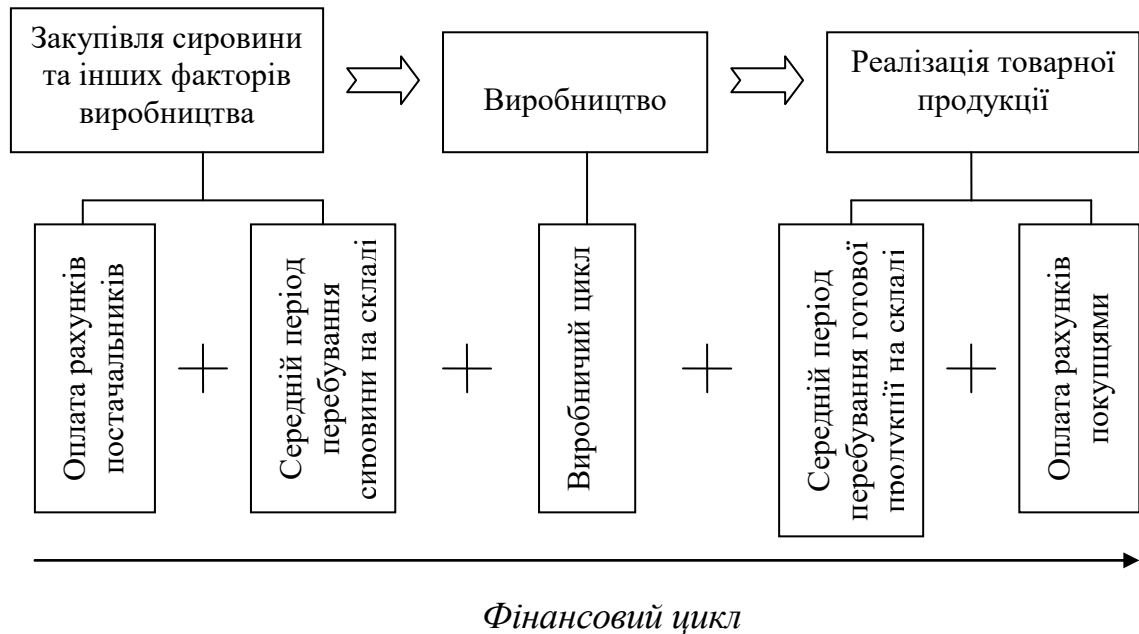 Закупівля сировини
та інших факторів
виробництва
Виробництво
Реалізація товарної
продукції
Оплата рахунків
постачальників
Середній період
перебування
сировини на складі
Виробничий цикл
Середній період
перебування готової
продукції на складі
Оплата рахунків
покупцями
Фінансовий цикл